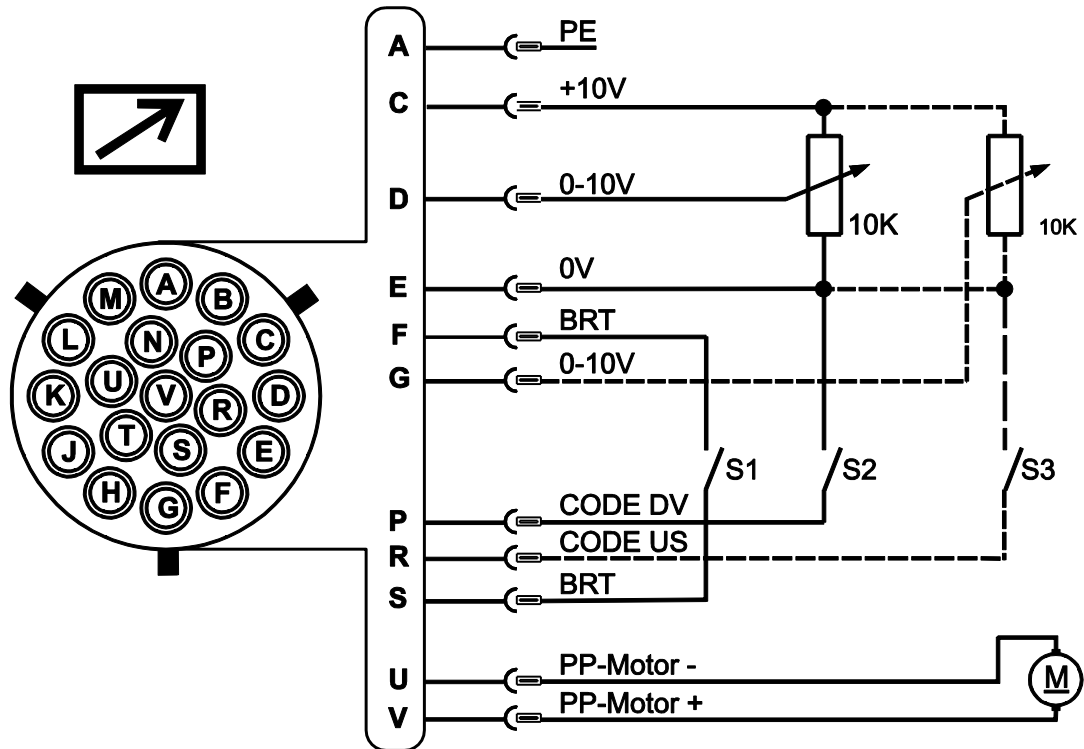 A PE
C +10V
D 0-10V 10K 10K
E 0V
F BRT
G 0-10V
S1 S2 S3
P CODE DV
R CODE US
S BRT
U PP-Motor - M
V PP-Motor +
A
M B
L N P C
K U V R D
J T S E
H G F